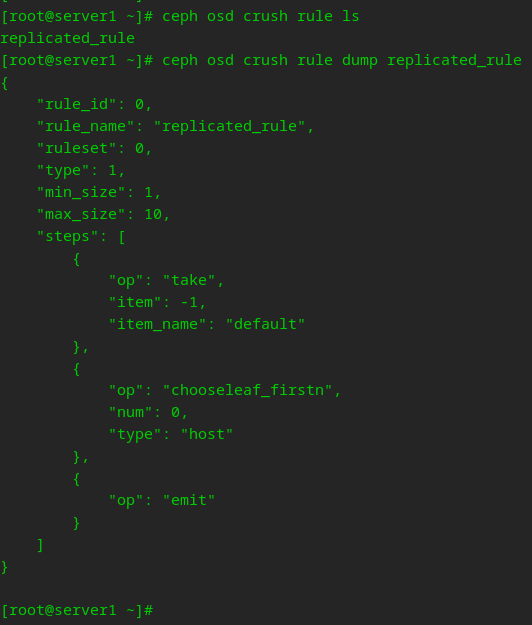 [root@server1 ~]# ceph osd crush rule ls
replicated_rule
[root@server1 ~]# ceph osd crush rule dump replicated_rule
{
    "rule_id": 0,
    "rule_name": "replicated_rule",
    "ruleset": 0,
    "type": 1,
    "min_size": 1,
    "max_size": 10,
    "steps": [
        {
            "op": "take",
            "item": -1,
            "item_name": "default"
        },
        {
            "op": "chooseleaf_firstn",
            "num": 0,
            "type": "host"
        },
        {
            "op": "emit"
        }
    ]
}
[root@server1 ~]#